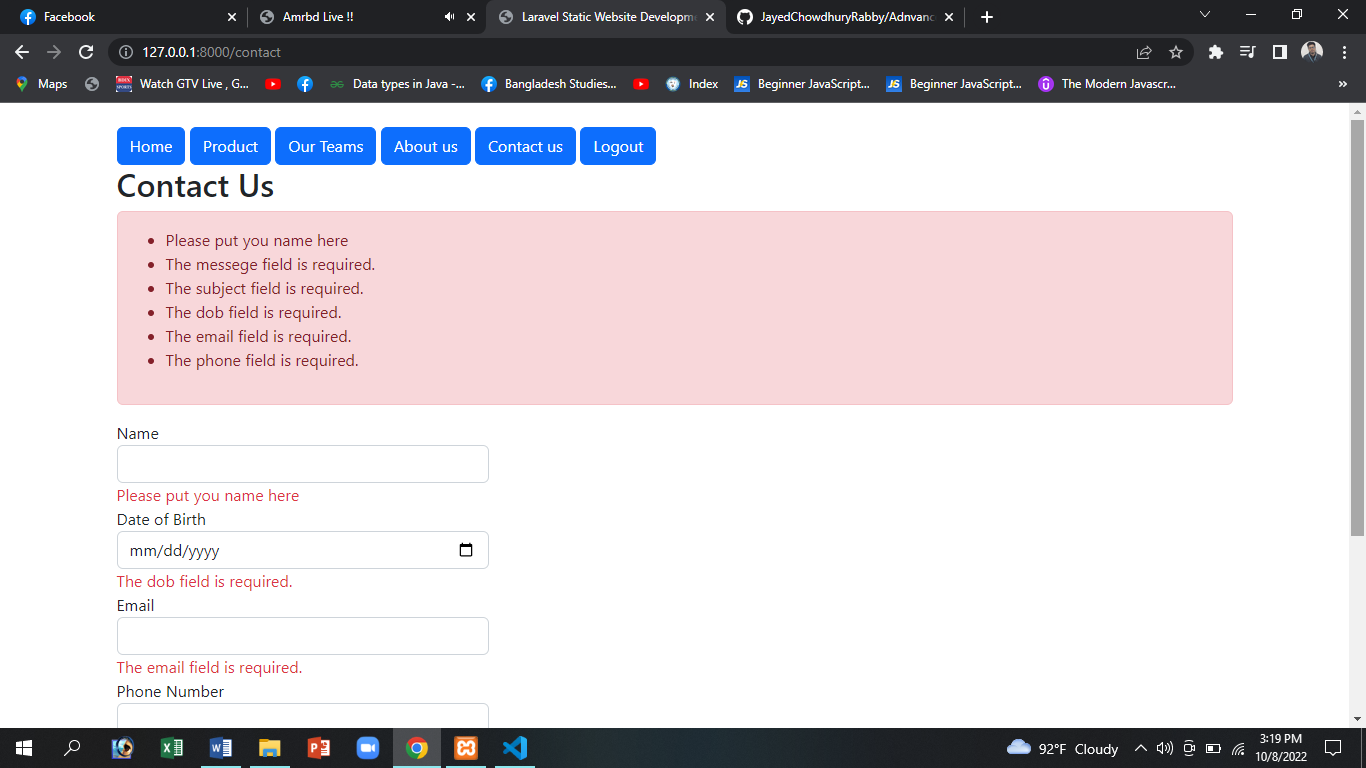 Facebook
Amrbd Live !!
Laravel Static Website Developme
JayedChowdhuryRabby/Adnvanc
127.0.0.1:8000/contact
Maps
Watch GTV Live , G...
Data types in Java -...
Bangladesh Studies...
Index
JS
Beginner JavaScript...
JS
Beginner JavaScript...
The Modern Javascr...
»
Home
Product
Our Teams
About us
Contact us
Logout
Contact Us
Please put you name here
The messege field is required.
The subject field is required.
The dob field is required.
The email field is required.
The phone field is required.
Name
Please put you name here
Date of Birth
mm/dd/yyyy
The dob field is required.
Email
The email field is required.
Phone Number
92°F Cloudy
3:19 PM
10/8/2022